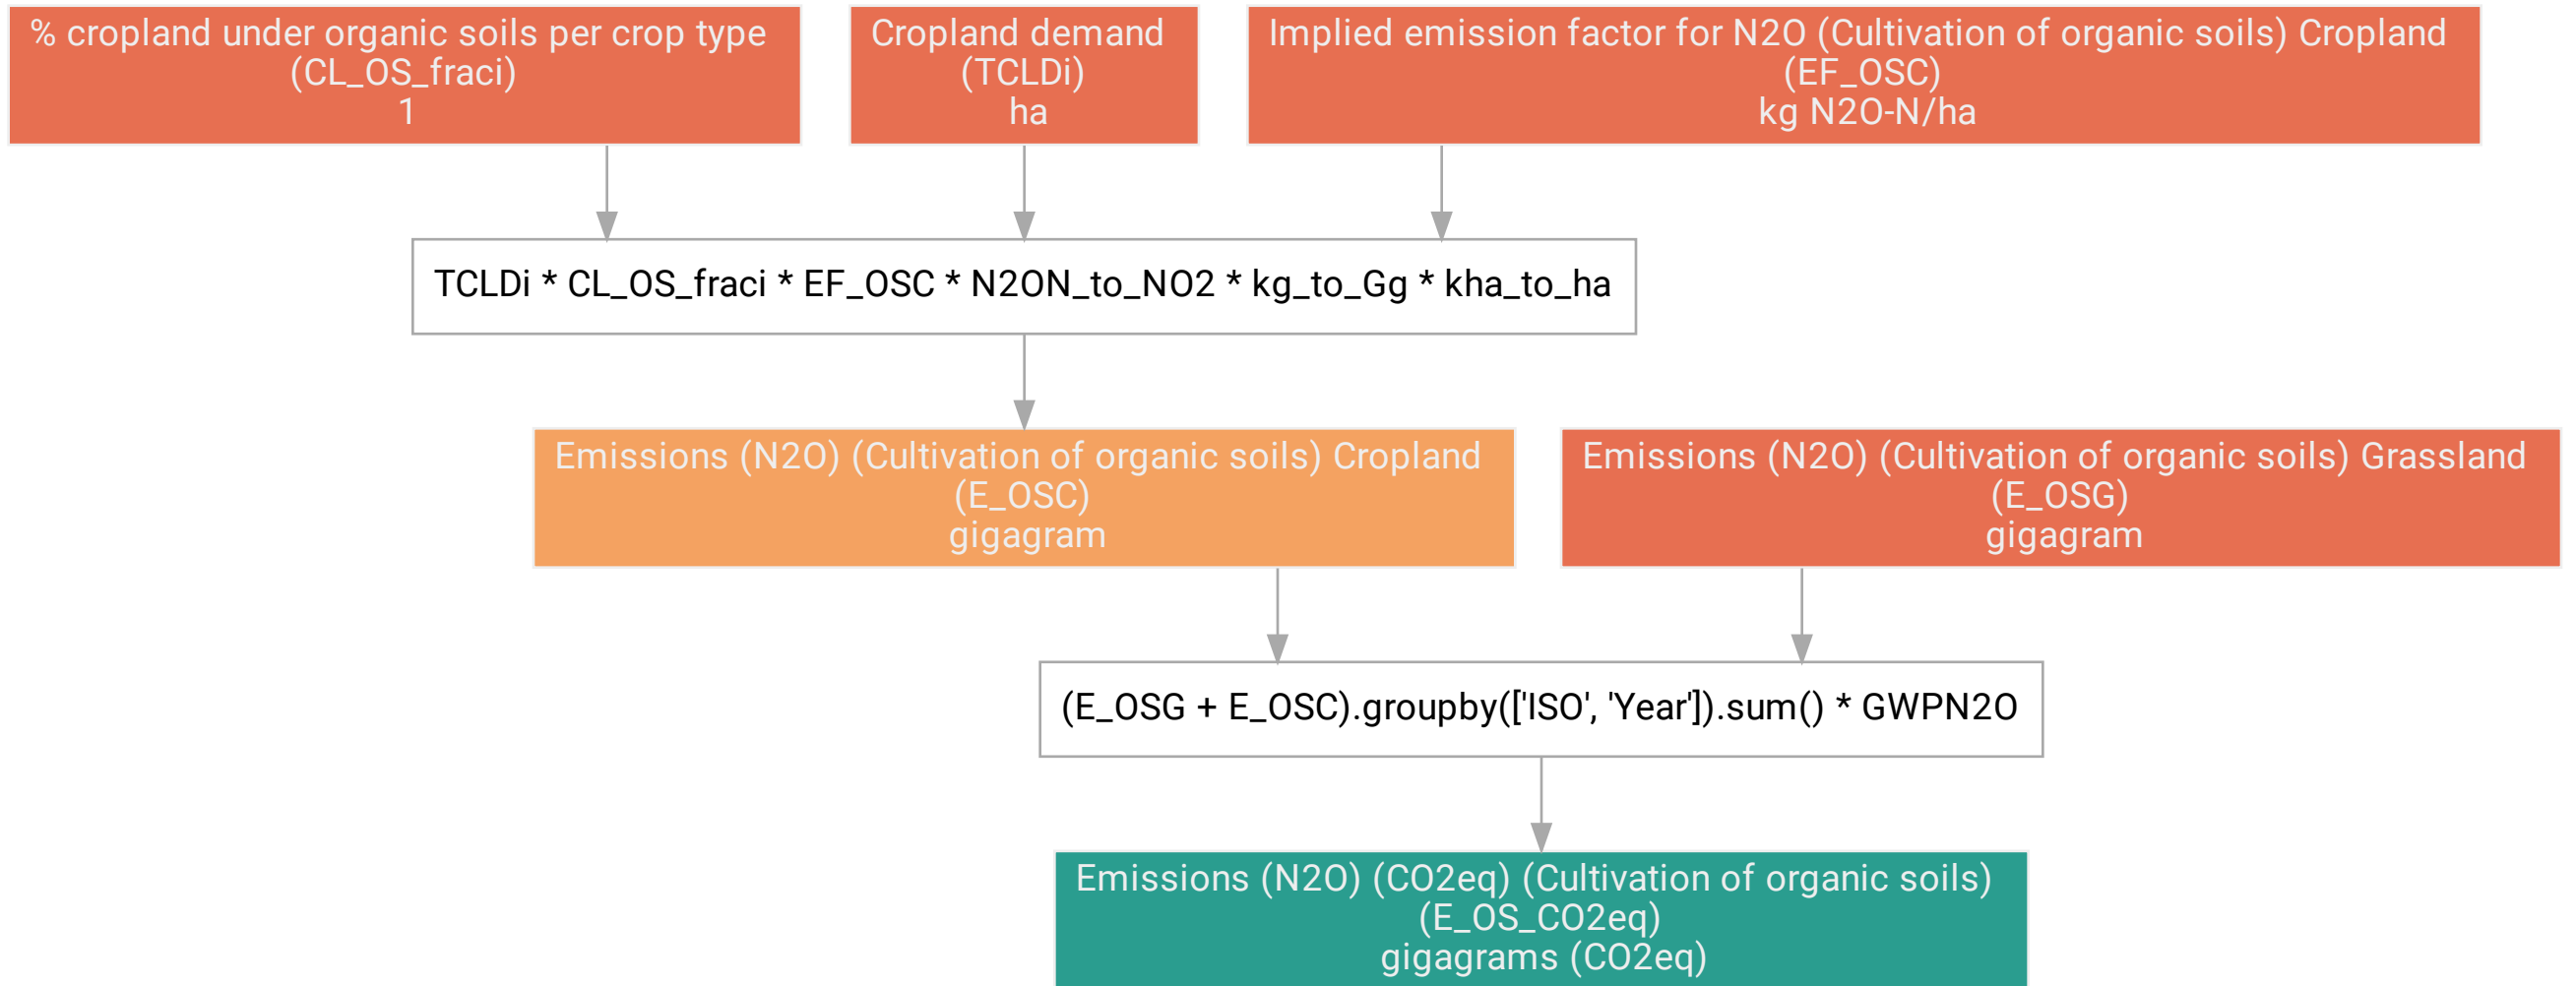 % cropland under organic soils per crop type
(CL_OS_fraci)
1
Cropland demand
(TCLDi)
ha
Implied emission factor for N2O (Cultivation of organic soils) Cropland
(EF_OSC)
kg N2O-N/ha
TCLDi * CL_OS_fraci * EF_OSC * N2ON_to_NO2 * kg_to_Gg * kha_to_ha
Emissions (N2O) (Cultivation of organic soils) Cropland
(E_OSC)
gigagram
Emissions (N2O) (Cultivation of organic soils) Grassland
(E_OSG)
gigagram
(E_OSG + E_OSC).groupby(['ISO', 'Year']).sum() * GWPN2O
Emissions (N2O) (CO2eq) (Cultivation of organic soils)
(E_OS_CO2eq)
gigagrams (CO2eq)